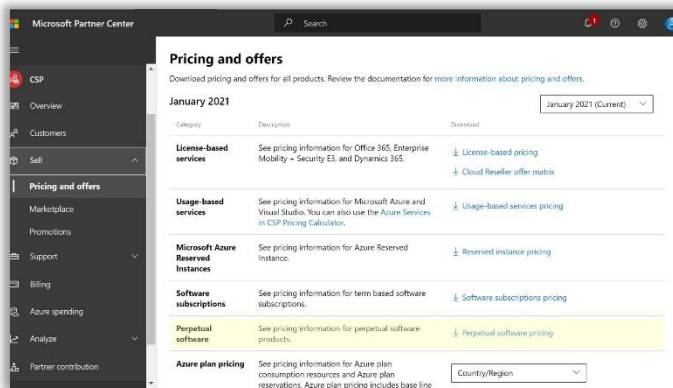 Microsoft Partner Center
Search
1
CSP
Overview
Customers
Sell
Pricing and offers
Marketplace
Promotions
Support
Billing
Azure spending
Analyze
Partner contribution
Pricing and offers
Download pricing and offers for all products. Review the documentation for more information about pricing and offers.
January 2021
January 2021 (Current)
Category
Description
Download
License-based
services
See pricing information for Office 365, Enterprise
Mobility + Security E3, and Dynamics 365.
License-based pricing
Cloud Reseller offer matrix
Usage-based
services
See pricing information for Microsoft Azure and
Visual Studio. You can also use the Azure Services
in CSP Pricing Calculator.
Usage-based services pricing
Microsoft Azure
Reserved
Instances
See pricing information for Azure Reserved
Instance.
Reserved instance pricing
Software
subscriptions
See pricing information for term based software
subscriptions.
Software subscriptions pricing
Perpetual
software
See pricing information for perpetual software
products.
Perpetual software pricing
Azure plan pricing
See pricing information for Azure plan
consumption resources and Azure plan
reservations. Azure plan pricing includes base line
Country/Region